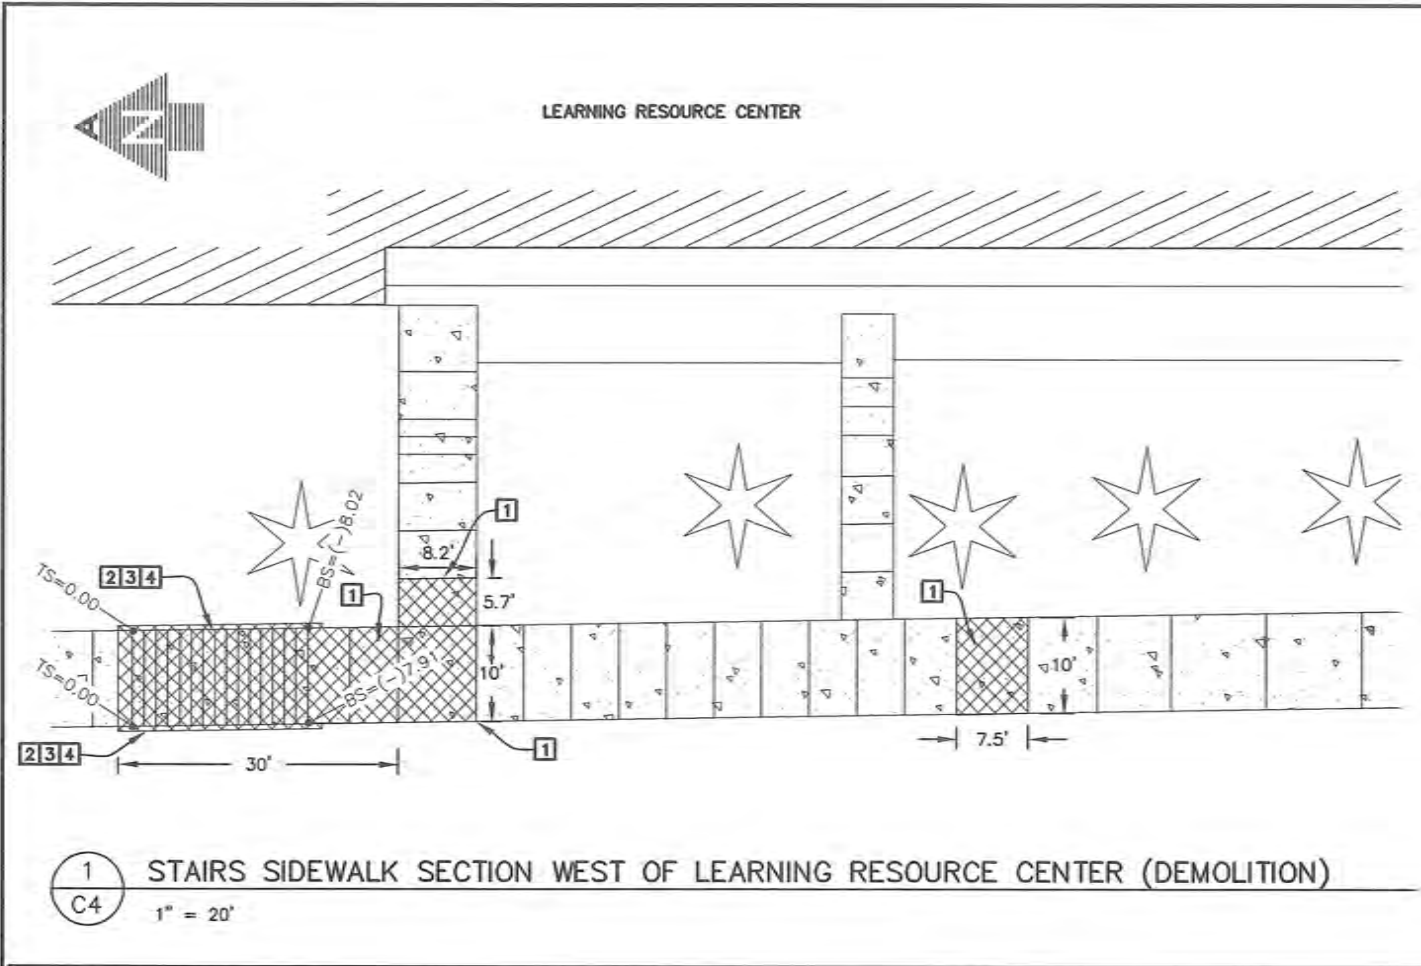 N
LEARNING RESOURCE CENTER
BS=(-)8.02
1
8.2'
TS=0.00
2 3 4
1
5.7'
1
TS=0.00
BS=(-)7.91
10'
10'
2 3 4
30'
1
7.5'
1
C4
STAIRS SIDEWALK SECTION WEST OF LEARNING RESOURCE CENTER (DEMOLITION)
1" = 20'